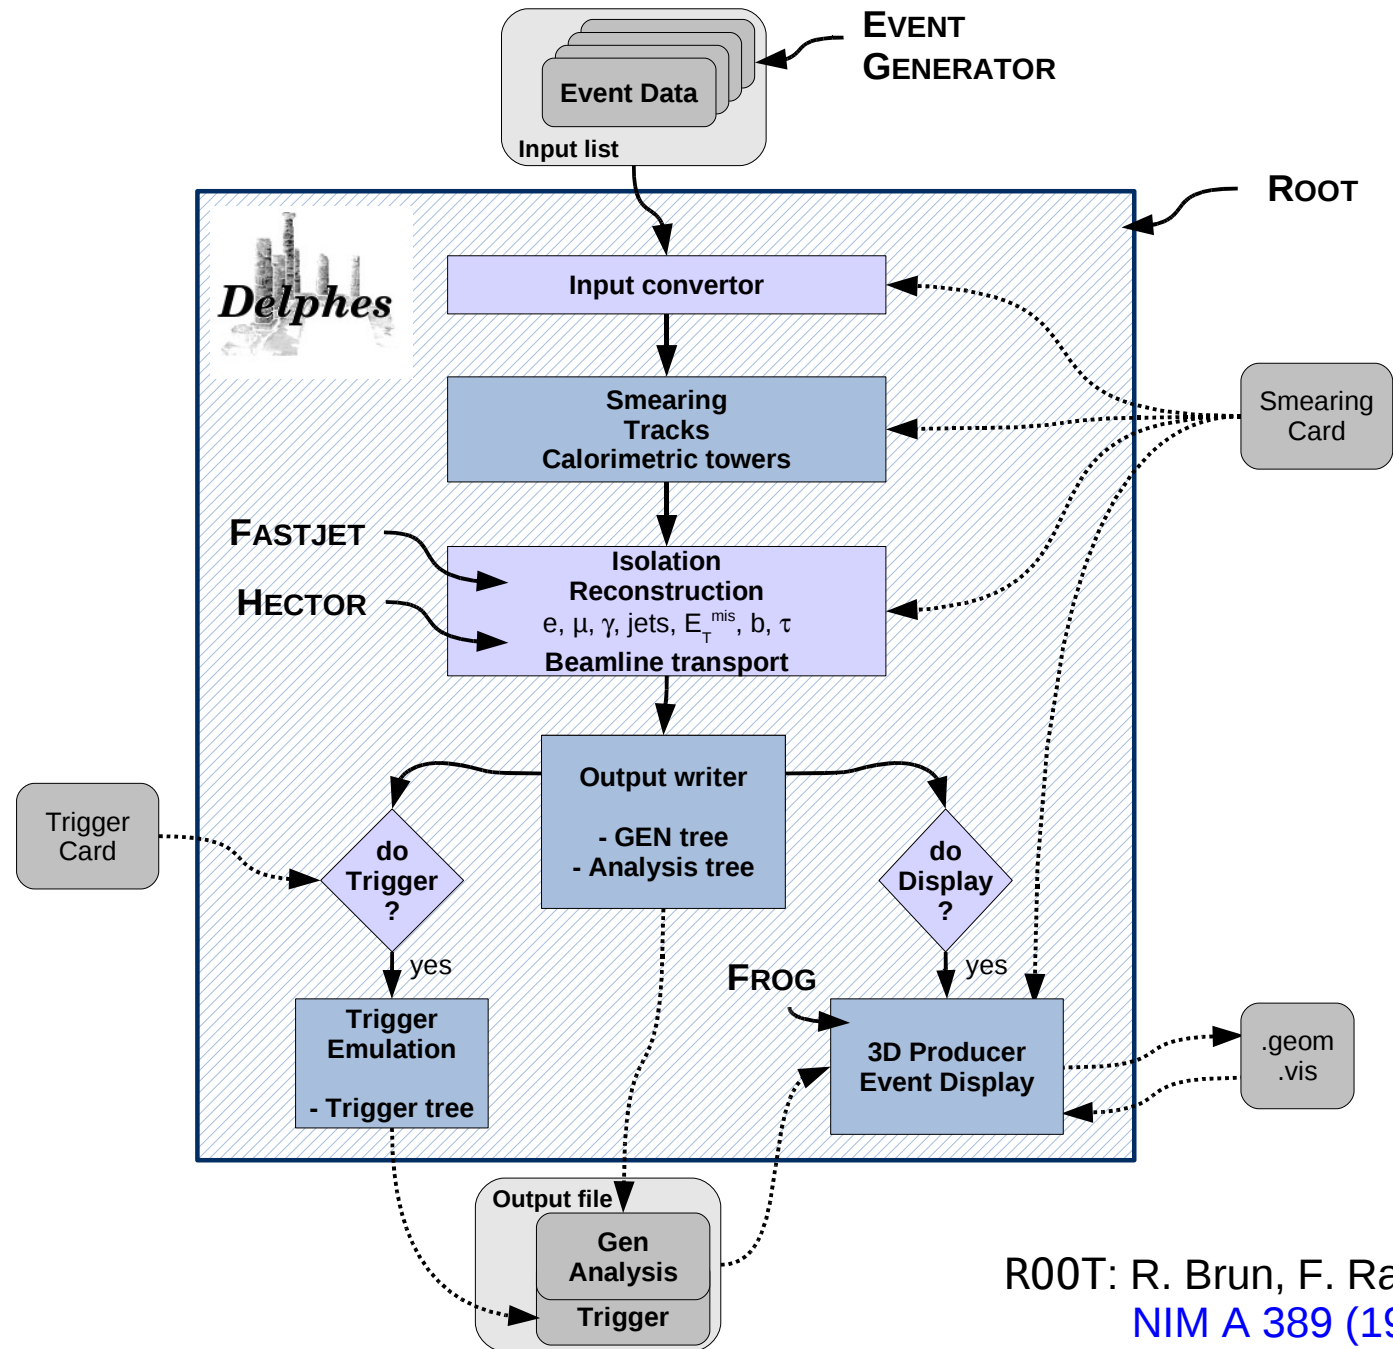 EVENT
GENERATOR
Event Data
Input list
ROOT
Delphes
Input convertor
Smearing
Tracks
Calorimetric towers
Smearing
Card
FASTJET
HECTOR
Isolation
Reconstruction
e, µ, γ, jets, E_T^mis, b, τ
Beamline transport
Output writer
- GEN tree
- Analysis tree
Trigger
Card
do
Trigger
?
do
Display
?
yes
yes
FROG
Trigger
Emulation
- Trigger tree
3D Producer
Event Display
.geom
.vis
Output file
Gen
Analysis
Trigger
ROOT: R. Brun, F. Ra
NIM A 389 (19